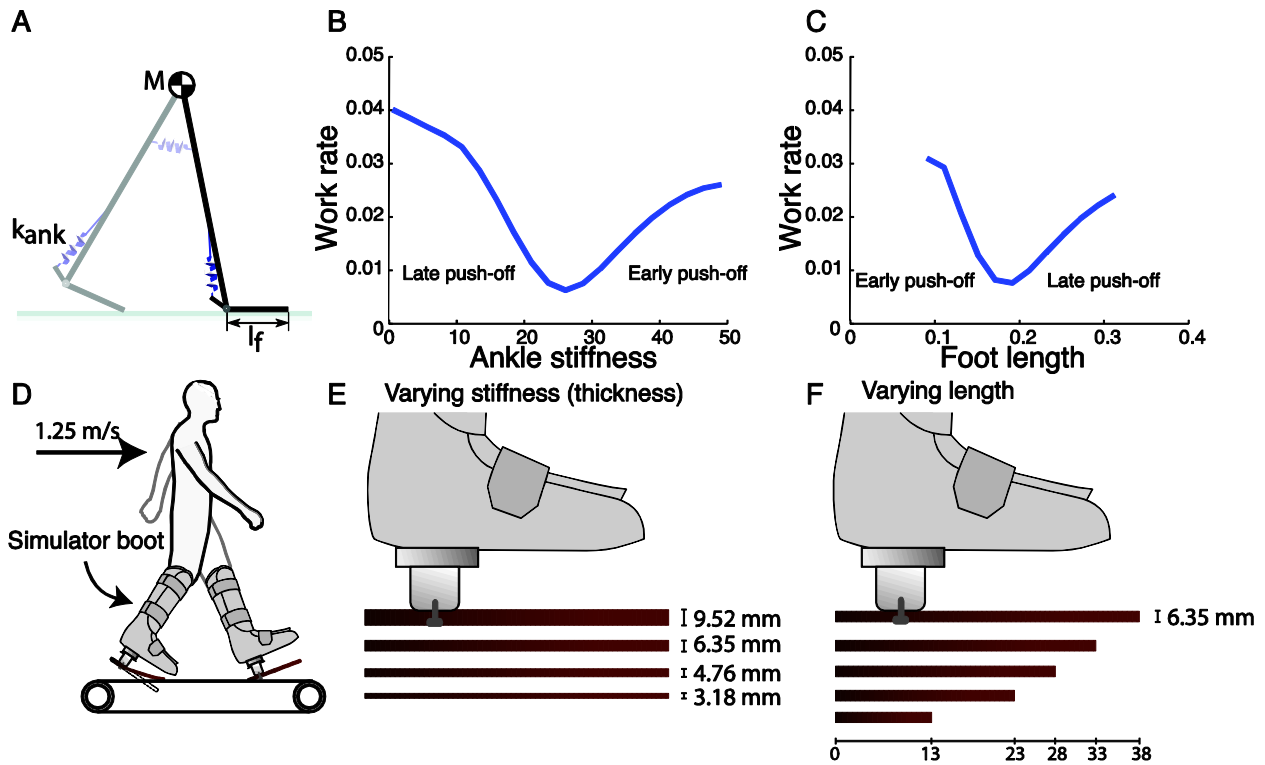 A
M
kank
lf
B
0.05
0.04
0.03
0.02
0.01
0
Work rate
Late push-off
Early push-off
0
10
20
30
40
50
Ankle stiffness
C
0.05
0.04
0.03
0.02
0.01
0
Work rate
Early push-off
Late push-off
0
0.1
0.2
0.3
0.4
Foot length
D
1.25 m/s
Simulator boot
E
Varying stiffness (thickness)
9.52 mm
6.35 mm
4.76 mm
3.18 mm
F
Varying length
6.35 mm
0
13
23
28
33
38